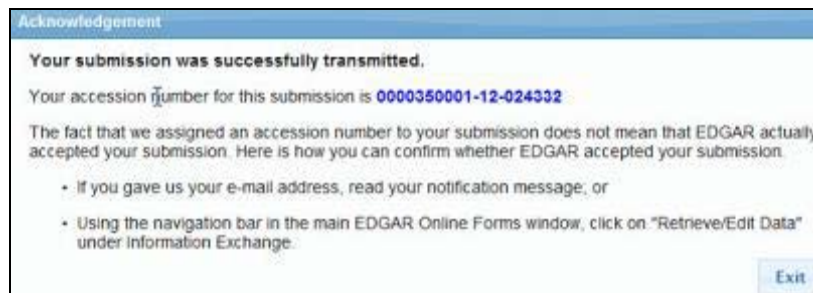 Acknowledgement
Your submission was successfully transmitted.
Your accession number for this submission is 0000350001-12-024332
The fact that we assigned an accession number to your submission does not mean that EDGAR actually
accepted your submission. Here is how you can confirm whether EDGAR accepted your submission.
• If you gave us your e-mail address, read your notification message; or
• Using the navigation bar in the main EDGAR Online Forms window, click on "Retrieve/Edit Data"
under Information Exchange.
Exit